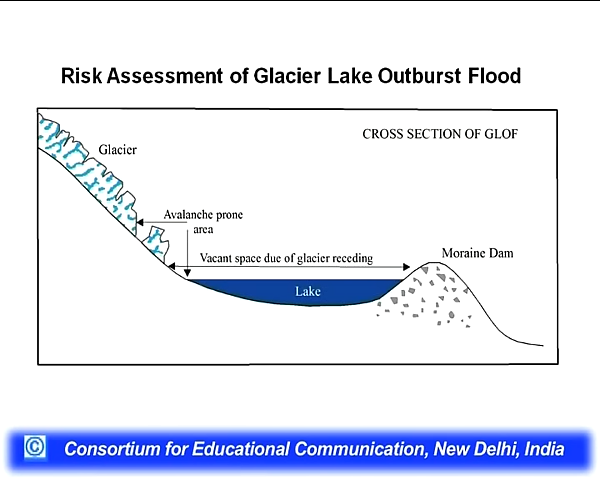 Risk Assessment of Glacier Lake Outburst Flood
CROSS SECTION OF GLOF
Glacier
Avalanche prone
area
Vacant space due of glacier receding
Moraine Dam
Lake
© Consortium for Educational Communication, New Delhi, India